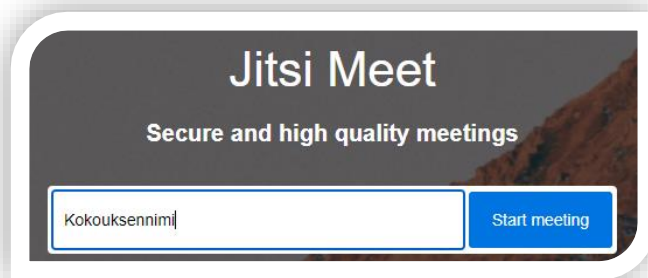 Jitsi Meet
Secure and high quality meetings
Kokouksennimi
Start meeting